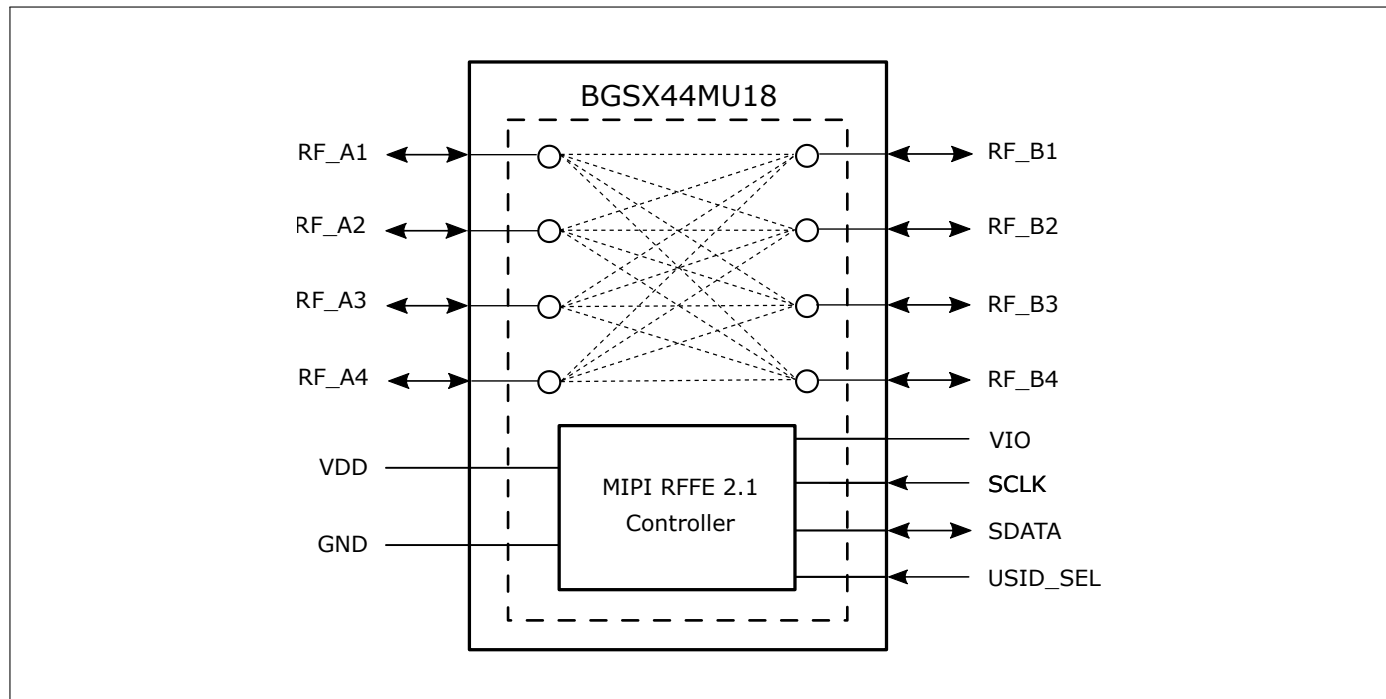 BGSX44MU18
RF_A1
RF_B1
RF_A2
RF_B2
RF_A3
RF_B3
RF_A4
RF_B4
VIO
VDD
SCLK
MIPI RFFE 2.1
Controller
SDATA
GND
USID_SEL